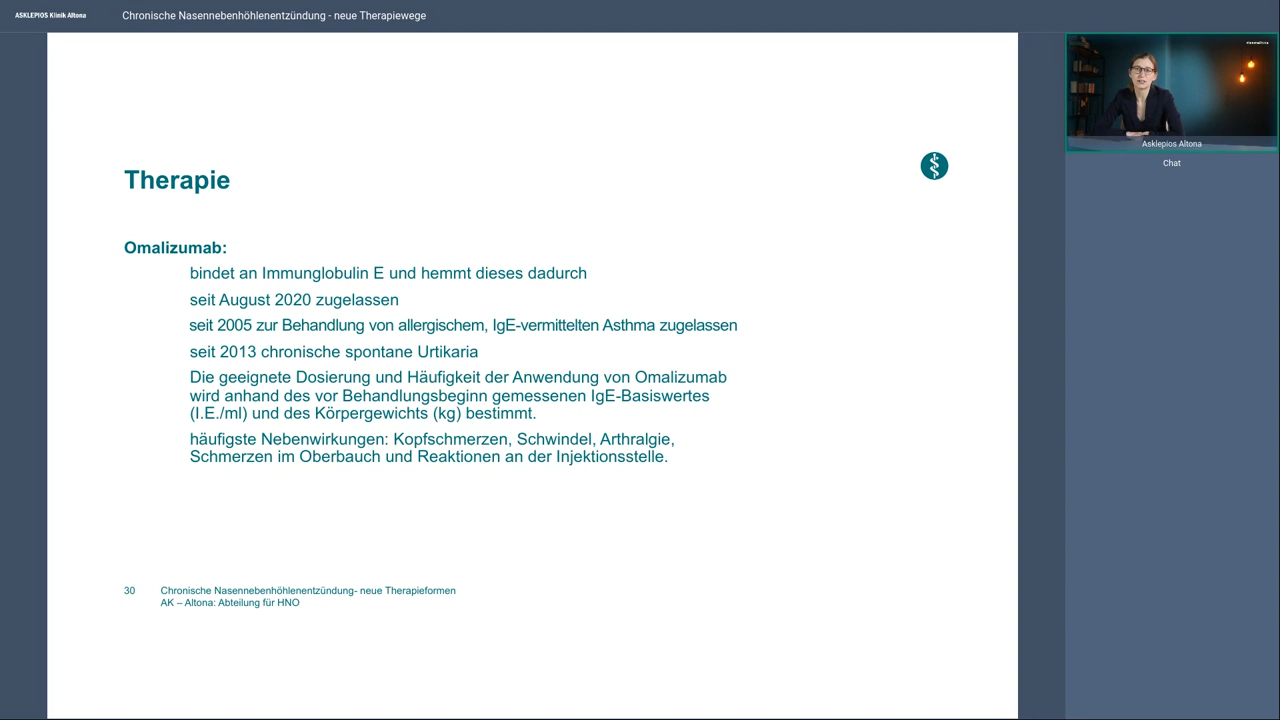 ASKLEPIOS Klinik Altona
Chronische Nasennebenhöhlenentzündung - neue Therapiewege
Asklepios Altona
Chat
Therapie
Omalizumab:
bindet an Immunglobulin E und hemmt dieses dadurch
seit August 2020 zugelassen
seit 2005 zur Behandlung von allergischem, IgE-vermittelten Asthma zugelassen
seit 2013 chronische spontane Urtikaria
Die geeignete Dosierung und Häufigkeit der Anwendung von Omalizumab
wird anhand des vor Behandlungsbeginn gemessenen IgE-Basiswertes
(I.E./ml) und des Körpergewichts (kg) bestimmt.
häufigste Nebenwirkungen: Kopfschmerzen, Schwindel, Arthralgie,
Schmerzen im Oberbauch und Reaktionen an der Injektionsstelle.
30 Chronische Nasennebenhöhlenentzündung- neue Therapieformen
AK – Altona: Abteilung für HNO